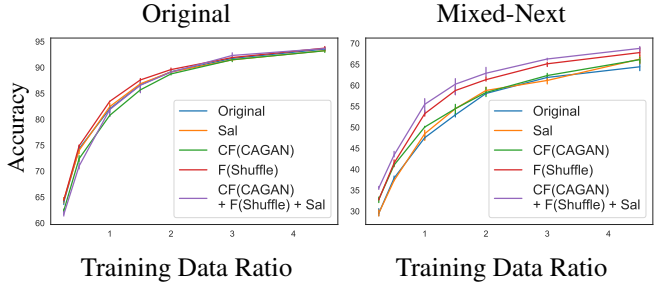 Original
Mixed-Next
Accuracy
95
90
85
80
75
70
65
60
1
2
3
4
Original
Sal
CF(CAGAN)
F(Shuffle)
CF(CAGAN)
+ F(Shuffle) + Sal
Training Data Ratio
70
65
60
55
50
45
40
35
30
1
2
3
4
Original
Sal
CF(CAGAN)
F(Shuffle)
CF(CAGAN)
+ F(Shuffle) + Sal
Training Data Ratio